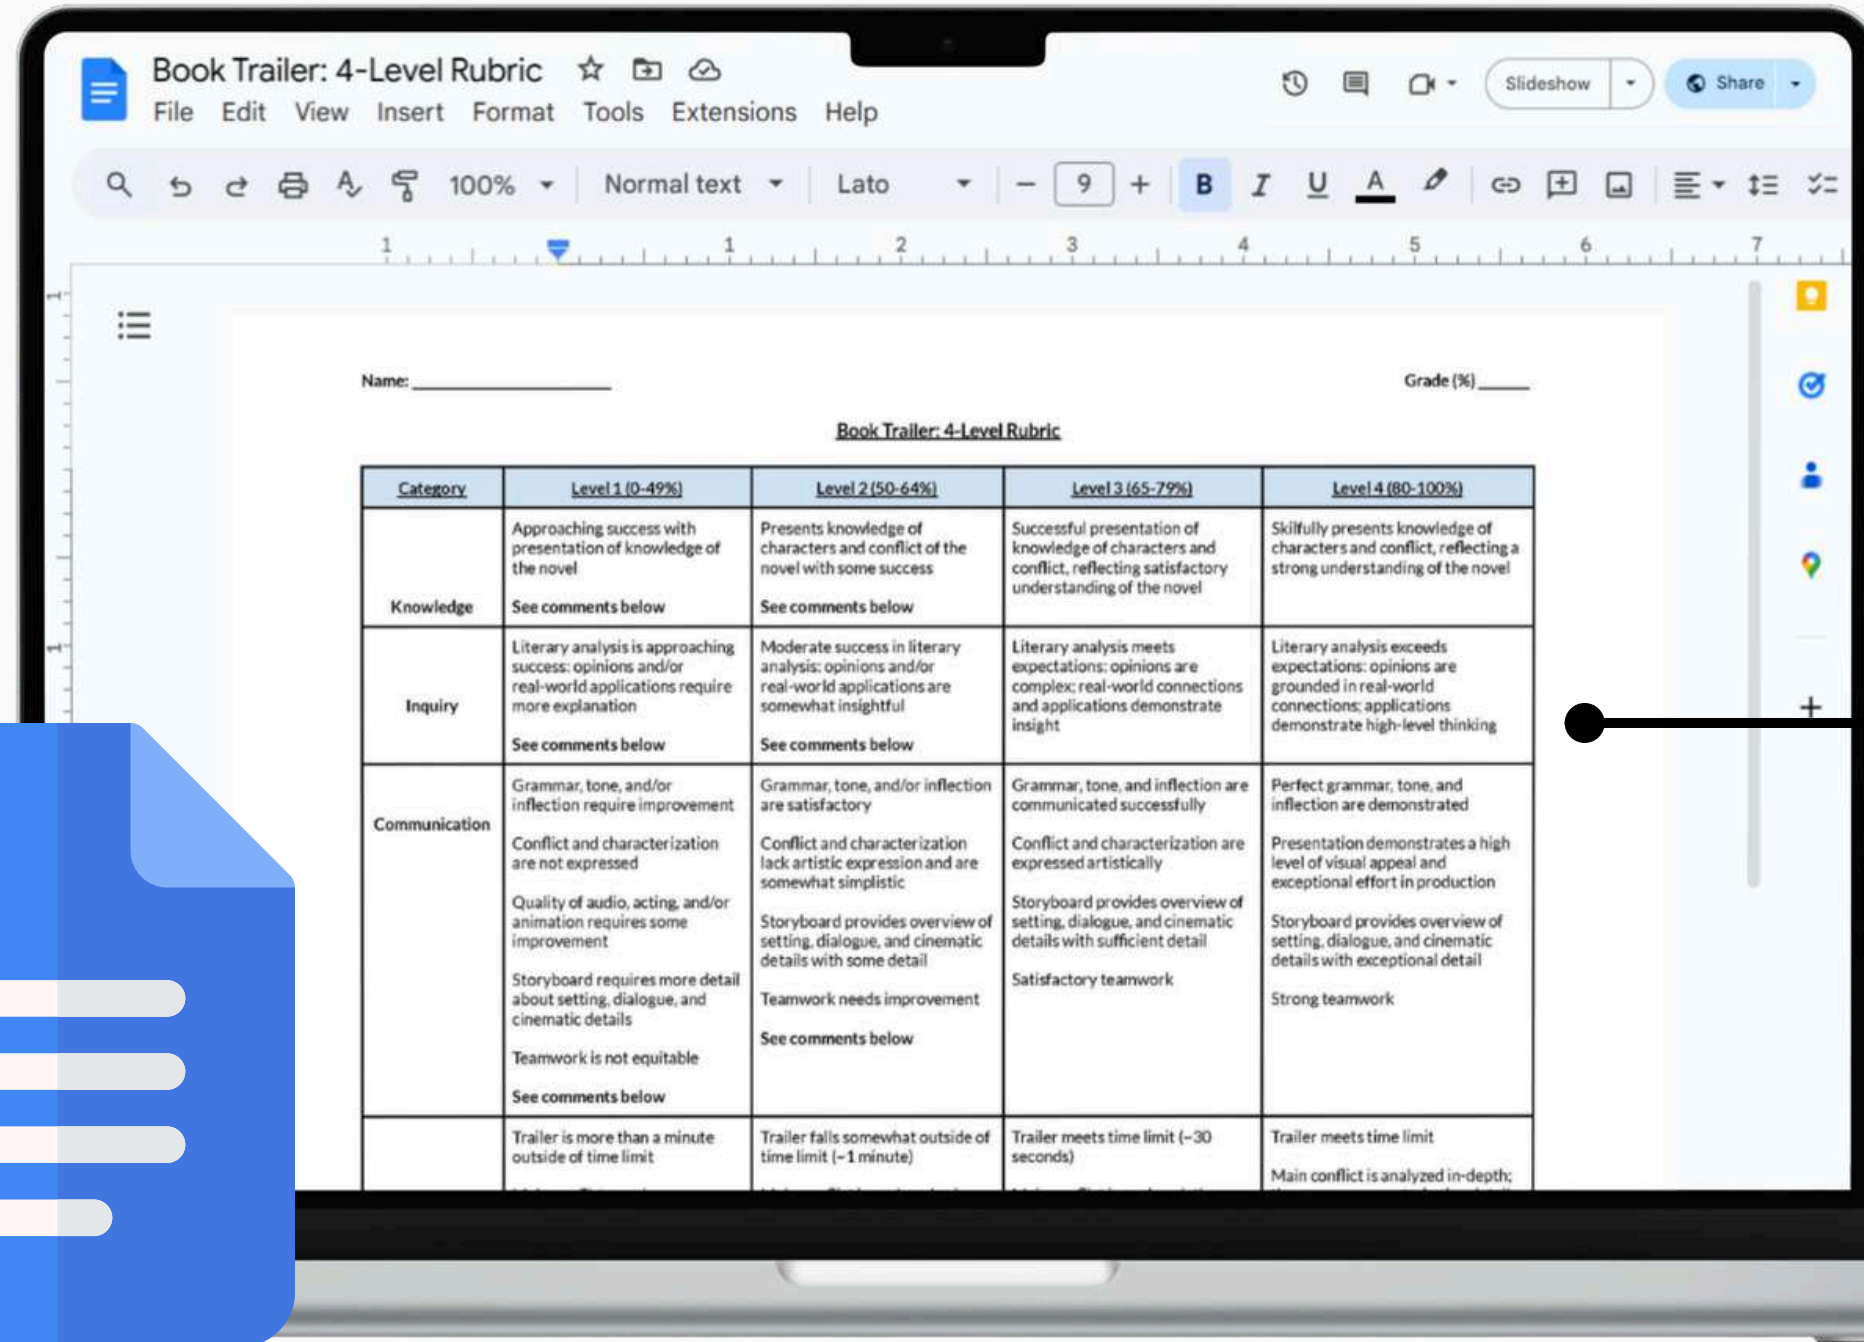 Book Trailer: 4-Level Rubric
File Edit View Insert Format Tools Extensions Help
Slideshow
Share
100% Normal text Lato 9 B I U A
1 1 2 3 4 5 6 7
1
1
Name: Grade (%)
Book Trailer: 4-Level Rubric
Category Level 1 (0-49%) Level 2 (50-64%) Level 3 (65-79%) Level 4 (80-100%)
Knowledge
Approaching success with
presentation of knowledge of
the novel
See comments below
Presents knowledge of
characters and conflict of the
novel with some success
See comments below
Successful presentation of
knowledge of characters and
conflict, reflecting satisfactory
understanding of the novel
Skilfully presents knowledge of
characters and conflict, reflecting a
strong understanding of the novel
Inquiry
Literary analysis is approaching
success: opinions and/or
real-world applications require
more explanation
See comments below
Moderate success in literary
analysis: opinions and/or
real-world applications are
somewhat insightful
See comments below
Literary analysis meets
expectations: opinions are
complex; real-world connections
and applications demonstrate
insight
Literary analysis exceeds
expectations: opinions are
grounded in real-world
connections; applications
demonstrate high-level thinking
Communication
Grammar, tone, and/or
inflection require improvement
Conflict and characterization
are not expressed
Quality of audio, acting, and/or
animation requires some
improvement
Storyboard requires more detail
about setting, dialogue, and
cinematic details
Teamwork is not equitable
See comments below
Grammar, tone, and/or inflection
are satisfactory
Conflict and characterization
lack artistic expression and are
somewhat simplistic
Storyboard provides overview of
setting, dialogue, and cinematic
details with some detail
Teamwork needs improvement
See comments below
Grammar, tone, and inflection are
communicated successfully
Conflict and characterization are
expressed artistically
Storyboard provides overview of
setting, dialogue, and cinematic
details with sufficient detail
Satisfactory teamwork
Perfect grammar, tone, and
inflection are demonstrated
Presentation demonstrates a high
level of visual appeal and
exceptional effort in production
Storyboard provides overview of
setting, dialogue, and cinematic
details with exceptional detail
Strong teamwork
Trailer is more than a minute
outside of time limit
Trailer falls somewhat outside of
time limit (~1 minute)
Trailer meets time limit (~30
seconds)
Trailer meets time limit
Main conflict is analyzed in-depth;